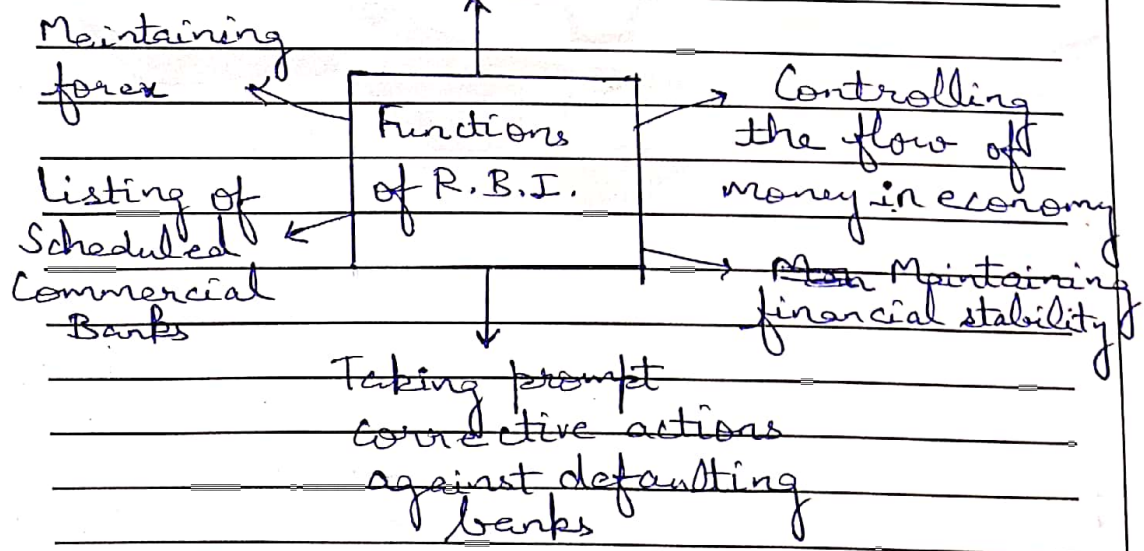 Maintaining
forex
Functions
of R.B.I.
Controlling
the flow of
money in economy
Listing of
Scheduled
Commercial
Banks
Maintaining
financial stability
Taking prompt
corrective actions
against defaulting
banks